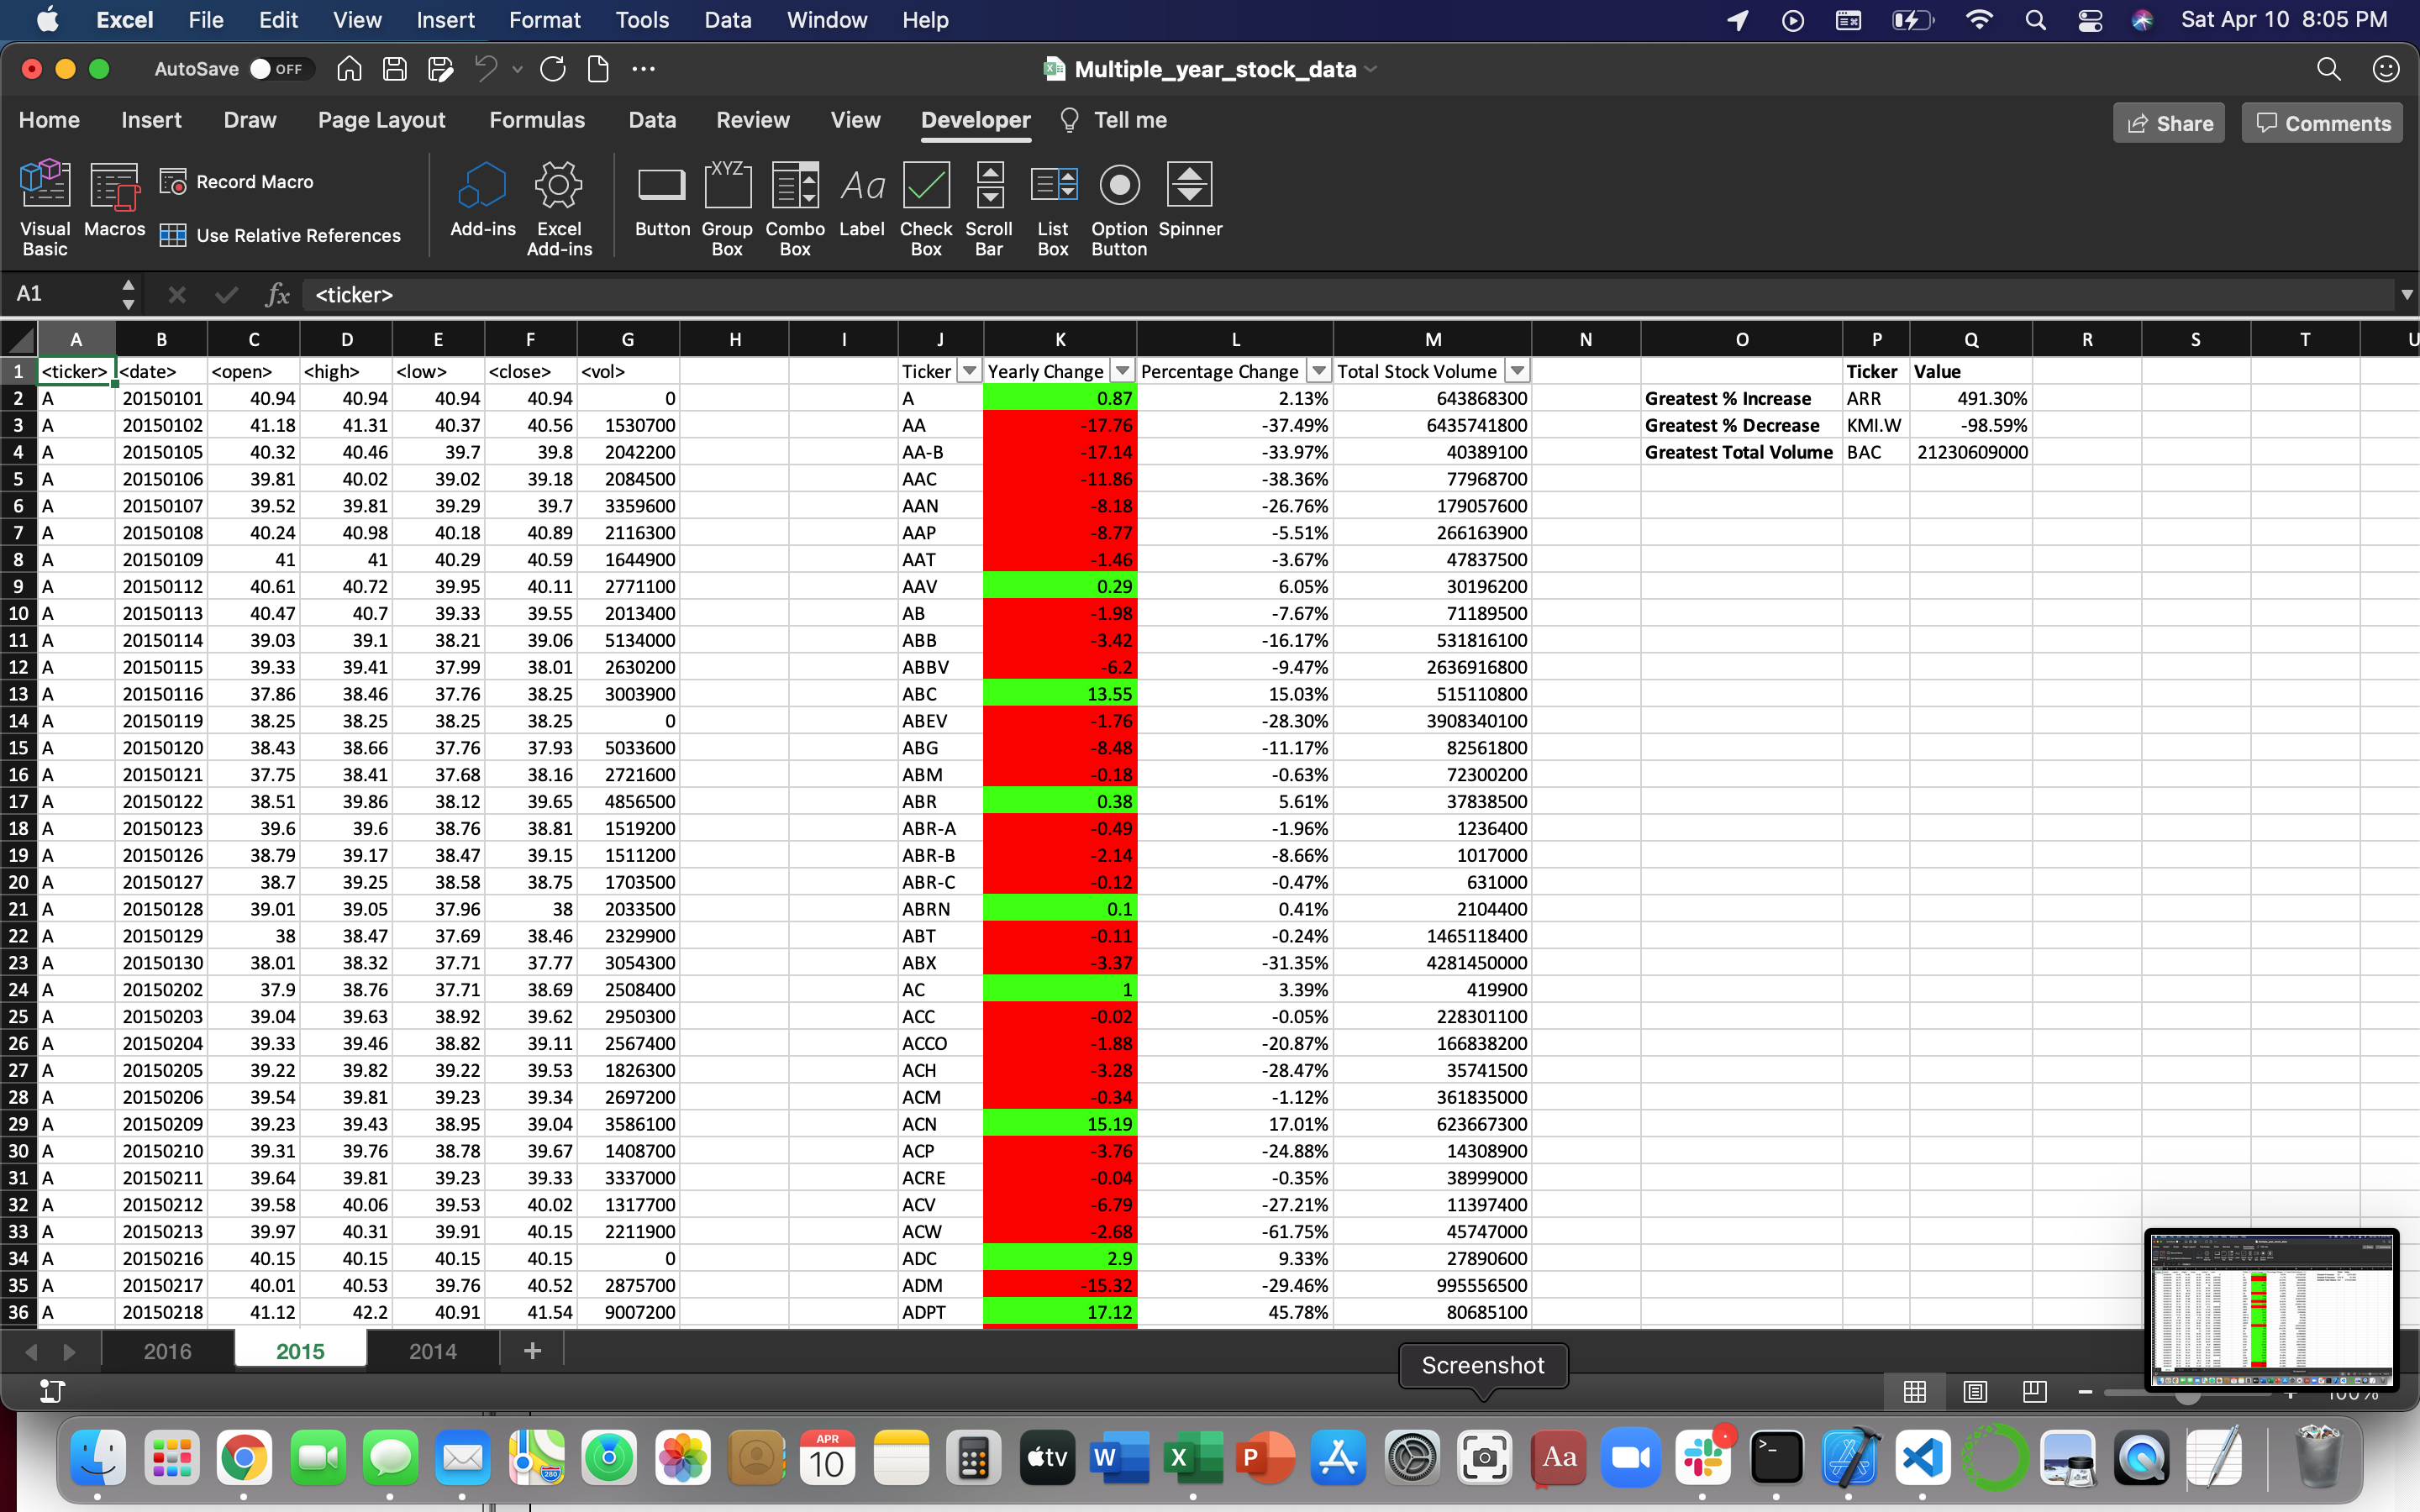 Excel File Edit View Insert Format Tools Data Window Help Sat Apr 10 8:05 PM
AutoSave OFF Multiple_year_stock_data
Home Insert Draw Page Layout Formulas Data Review View Developer Tell me Share Comments
Visual Basic Macros Record Macro Use Relative References Add-ins Excel Add-ins Button Group Box Combo Box Label Check Box Scroll Bar List Box Option Button Spinner
XYZ Aa
A1 fx <ticker>
A B C D E F G H I J K L M N O P Q R S T U
1 <ticker> <date> <open> <high> <low> <close> <vol> Ticker Yearly Change Percentage Change Total Stock Volume Ticker Value
2 A 20150101 40.94 40.94 40.94 40.94 0 A 0.87 2.13% 643868300 Greatest % Increase ARR 491.30%
3 A 20150102 41.18 41.31 40.37 40.56 1530700 AA -17.76 -37.49% 6435741800 Greatest % Decrease KMI.W -98.59%
4 A 20150105 40.32 40.46 39.7 39.8 2042200 AA-B -17.14 -33.97% 40389100 Greatest Total Volume BAC 21230609000
5 A 20150106 39.81 40.02 39.02 39.18 2084500 AAC -11.86 -38.36% 77968700
6 A 20150107 39.52 39.81 39.29 39.7 3359600 AAN -8.18 -26.76% 179057600
7 A 20150108 40.24 40.98 40.18 40.89 2116300 AAP -8.77 -5.51% 266163900
8 A 20150109 41 41 40.29 40.59 1644900 AAT -1.46 -3.67% 47837500
9 A 20150112 40.61 40.72 39.95 40.11 2771100 AAV 0.29 6.05% 30196200
10 A 20150113 40.47 40.7 39.33 39.55 2013400 AB -1.98 -7.67% 71189500
11 A 20150114 39.03 39.1 38.21 39.06 5134000 ABB -3.42 -16.17% 531816100
12 A 20150115 39.33 39.41 37.99 38.01 2630200 ABBV -6.2 -9.47% 2636916800
13 A 20150116 37.86 38.46 37.76 38.25 3003900 ABC 13.55 15.03% 515110800
14 A 20150119 38.25 38.25 38.25 38.25 0 ABEV -1.76 -28.30% 3908340100
15 A 20150120 38.43 38.66 37.76 37.93 5033600 ABG -8.48 -11.17% 82561800
16 A 20150121 37.75 38.41 37.68 38.16 2721600 ABM -0.18 -0.63% 72300200
17 A 20150122 38.51 39.86 38.12 39.65 4856500 ABR 0.38 5.61% 37838500
18 A 20150123 39.6 39.6 38.76 38.81 1519200 ABR-A -0.49 -1.96% 1236400
19 A 20150126 38.79 39.17 38.47 39.15 1511200 ABR-B -2.14 -8.66% 1017000
20 A 20150127 38.7 39.25 38.58 38.75 1703500 ABR-C -0.12 -0.47% 631000
21 A 20150128 39.01 39.05 37.96 38 2033500 ABRN 0.1 0.41% 2104400
22 A 20150129 38 38.47 37.69 38.46 2329900 ABT -0.11 -0.24% 1465118400
23 A 20150130 38.01 38.32 37.71 37.77 3054300 ABX -3.37 -31.35% 4281450000
24 A 20150202 37.9 38.76 37.71 38.69 2508400 AC 1 3.39% 419900
25 A 20150203 39.04 39.63 38.92 39.62 2950300 ACC -0.02 -0.05% 228301100
26 A 20150204 39.33 39.46 38.82 39.11 2567400 ACCO -1.88 -20.87% 166838200
27 A 20150205 39.22 39.82 39.22 39.53 1826300 ACH -3.28 -28.47% 35741500
28 A 20150206 39.54 39.81 39.23 39.34 2697200 ACM -0.34 -1.12% 361835000
29 A 20150209 39.23 39.43 38.95 39.04 3586100 ACN 15.19 17.01% 623667300
30 A 20150210 39.31 39.76 38.78 39.67 1408700 ACP -3.76 -24.88% 14308900
31 A 20150211 39.64 39.81 39.23 39.33 3337000 ACRE -0.04 -0.35% 38999000
32 A 20150212 39.58 40.06 39.53 40.02 1317700 ACV -6.79 -27.21% 11397400
33 A 20150213 39.97 40.31 39.91 40.15 2211900 ACW -2.68 -61.75% 45747000
34 A 20150216 40.15 40.15 40.15 40.15 0 ADC 2.9 9.33% 27890600
35 A 20150217 40.01 40.53 39.76 40.52 2875700 ADM -15.32 -29.46% 995556500
36 A 20150218 41.12 42.2 40.91 41.54 9007200 ADPT 17.12 45.78% 80685100
2016 2015 2014 +
Screenshot
100%
APR 10 280 tv W X P Aa >_